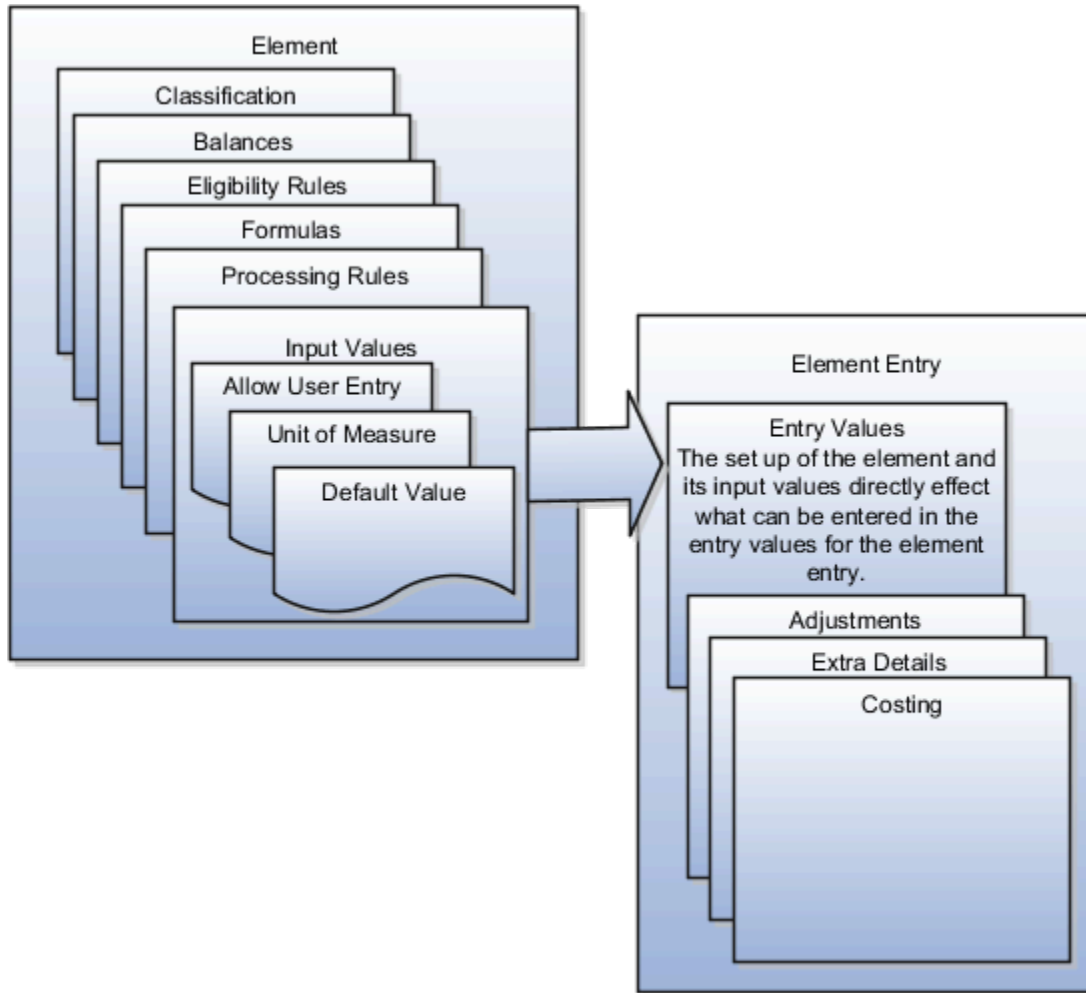 Element
Classification
Balances
Eligibility Rules
Formulas
Processing Rules
Input Values
Allow User Entry
Unit of Measure
Default Value
Element Entry
Entry Values
The set up of the element and
its input values directly effect
what can be entered in the
entry values for the element
entry.
Adjustments
Extra Details
Costing